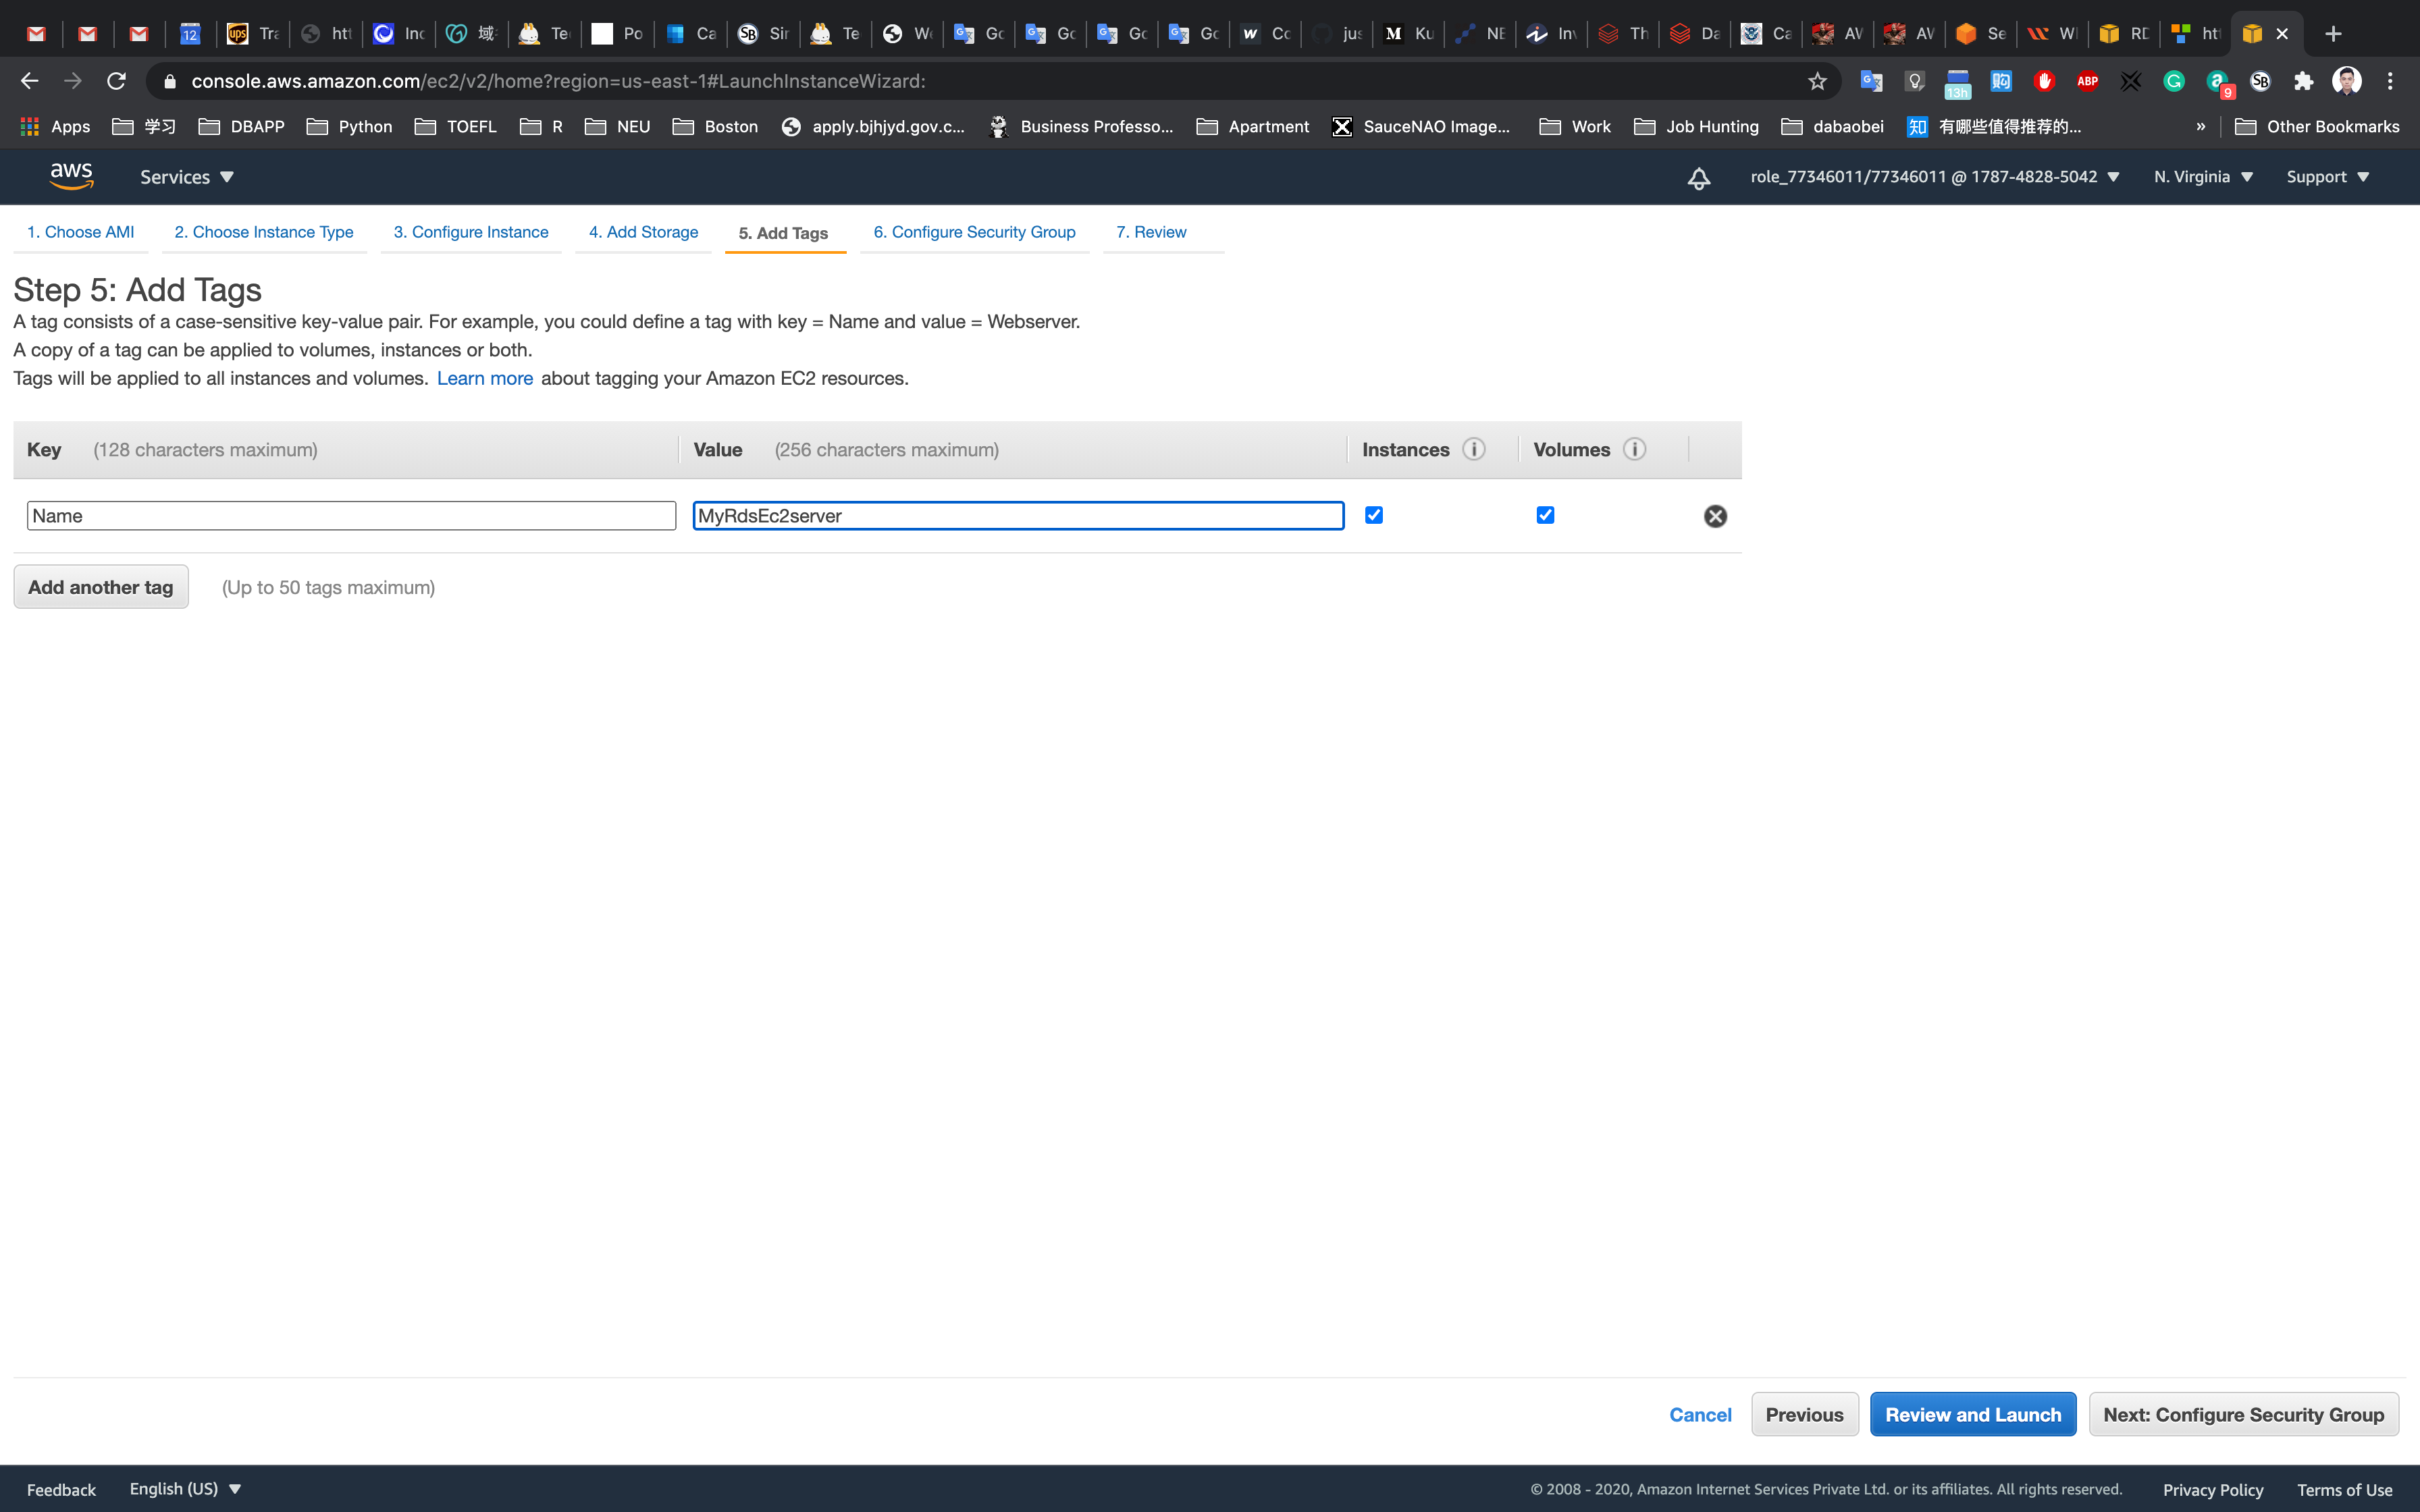 12 Tra htt Inc 域 Te Po Ca Sir Te We Gc Gc Gc Gc Cc jus Ku NE Inv Th Da Ca AV AV Se W RD htt
console.aws.amazon.com/ec2/v2/home?region=us-east-1#LaunchInstanceWizard:
13h ABP 9
Apps 学习 DBAPP Python TOEFL R NEU Boston apply.bjhjyd.gov.c... Business Professo... Apartment SauceNAO Image... Work Job Hunting dabaobei 有哪些值得推荐的... » Other Bookmarks
aws Services role_77346011/77346011 @ 1787-4828-5042 N. Virginia Support
1. Choose AMI 2. Choose Instance Type 3. Configure Instance 4. Add Storage 5. Add Tags 6. Configure Security Group 7. Review
Step 5: Add Tags
A tag consists of a case-sensitive key-value pair. For example, you could define a tag with key = Name and value = Webserver.
A copy of a tag can be applied to volumes, instances or both.
Tags will be applied to all instances and volumes. Learn more about tagging your Amazon EC2 resources.
Key (128 characters maximum) Value (256 characters maximum) Instances Volumes
Name MyRdsEc2server
Add another tag (Up to 50 tags maximum)
Cancel Previous Review and Launch Next: Configure Security Group
Feedback English (US) © 2008 - 2020, Amazon Internet Services Private Ltd. or its affiliates. All rights reserved. Privacy Policy Terms of Use